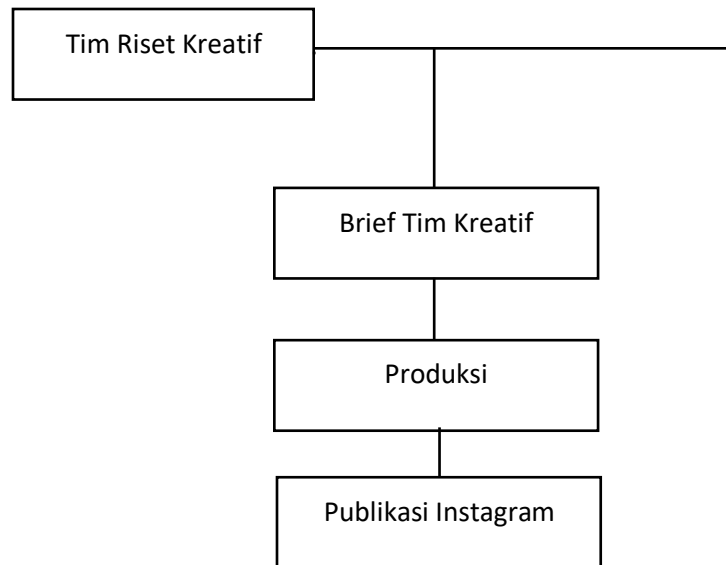 Tim Riset Kreatif
Brief Tim Kreatif
Produksi
Publikasi Instagram